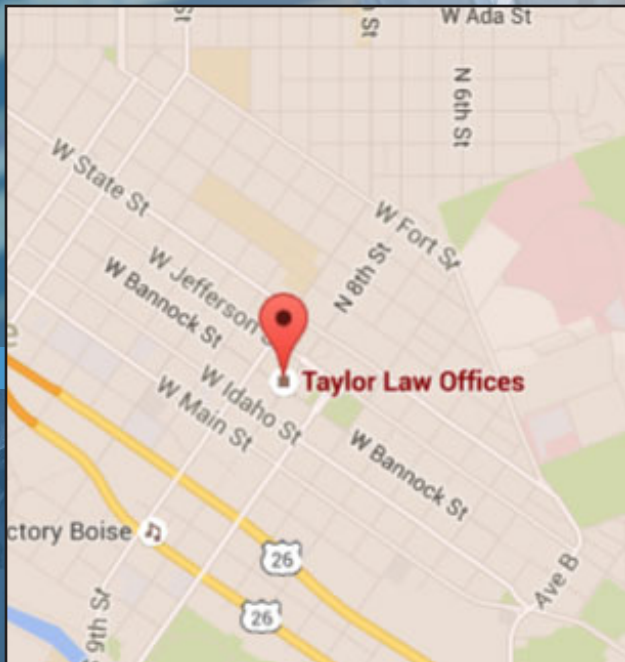 St
St
W Ada St
N 6th St
W State St
W Fort St
N 8th St
W Jefferson S
W Bannock St
Taylor Law Offices
W Idaho St
W Main St
W Bannock St
ctory Boise
26
26
Ave B
9th St